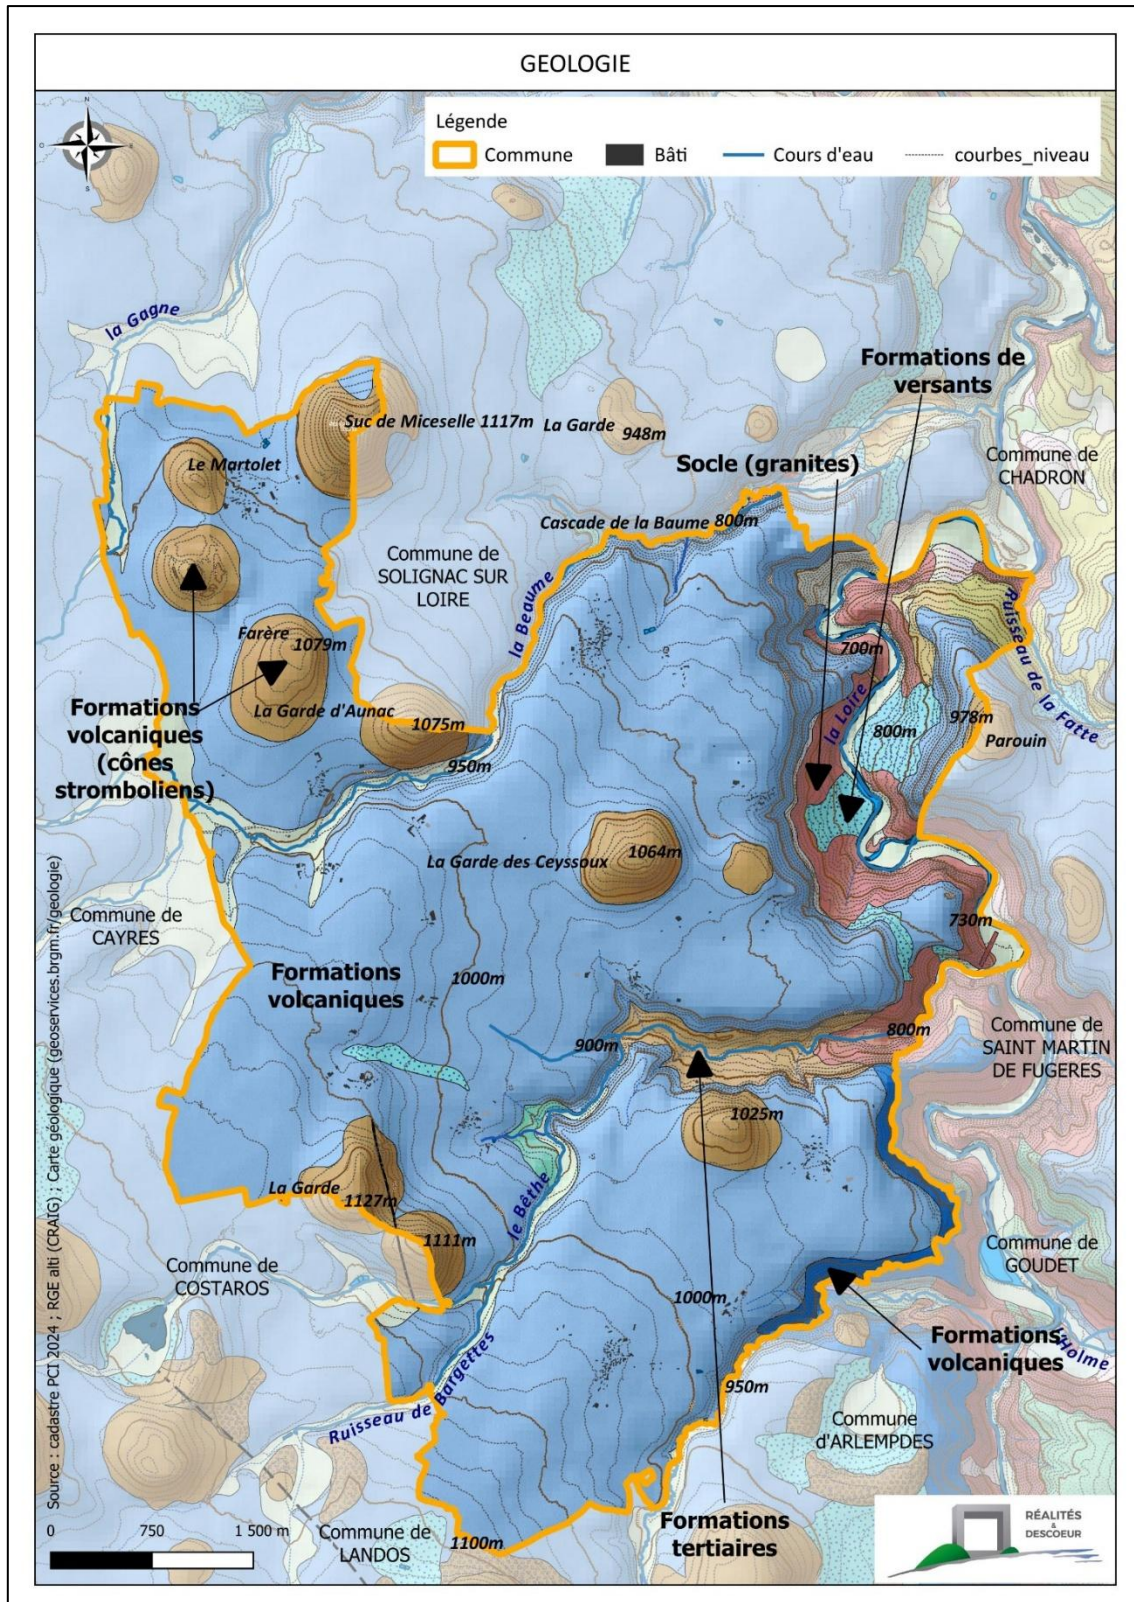 GEOLOGIE
N
O
E
S
Légende
Commune
Bâti
Cours d'eau
courbes_niveau
la Gagne
Formations de
versants
Suc de Miceselle 1117m
La Garde
948m
Le Martolet
Socle (granites)
Commune de
CHADRON
Cascade de la Baume 800m
Commune de
SOLIGNAC SUR
LOIRE
la Beaume
Ruisseau de la Fatte
Farère
1079m
700m
la Loire
La Garde d'Aunac
1075m
978m
800m
Parouin
Formations
volcaniques
(cônes
stromboliens)
950m
La Garde des Ceyssoux
1064m
Commune de
CAYRES
730m
Formations
volcaniques
1000m
900m
800m
Commune de
SAINT MARTIN
DE FUGERES
1025m
le Bêthe
La Garde
1127m
1111m
Commune de
COSTAROS
Commune de
GOUDET
1000m
Formations
volcaniques
l'Holme
950m
Ruisseau de Bargettes
Commune
d'ARLEMPDES
Source : cadastre PCI 2024 ; RGE alti (CRAIG) ; Carte géologique (geoservices.brgm.fr/geologie)
0
750
1 500 m
Commune de
LANDOS
1100m
Formations
tertiaires
RÉALITÉS
&
DESCOEUR